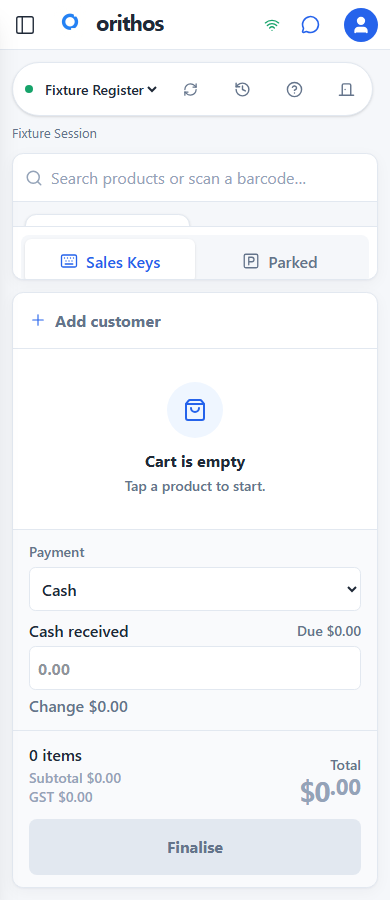 orithos
Fixture Register
Fixture Session
Search products or scan a barcode...
Sales Keys
Parked
Add customer
Cart is empty
Tap a product to start.
Payment
Cash
Cash received
Due $0.00
0.00
Change $0.00
0 items
Subtotal $0.00
GST $0.00
Total
$0.00
Finalise